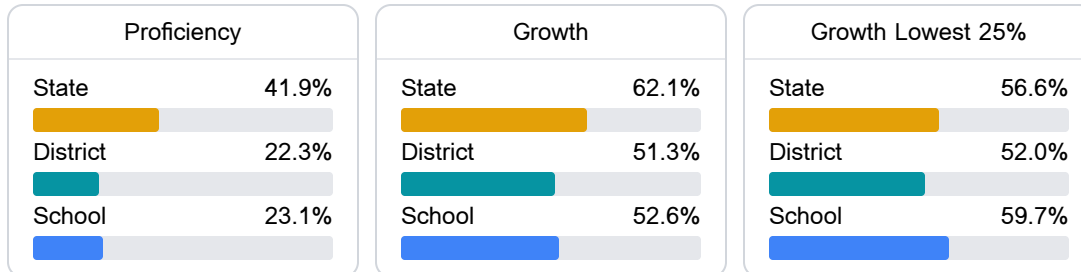 Proficiency
State 41.9%
District 22.3%
School 23.1%
Growth
State 62.1%
District 51.3%
School 52.6%
Growth Lowest 25%
State 56.6%
District 52.0%
School 59.7%